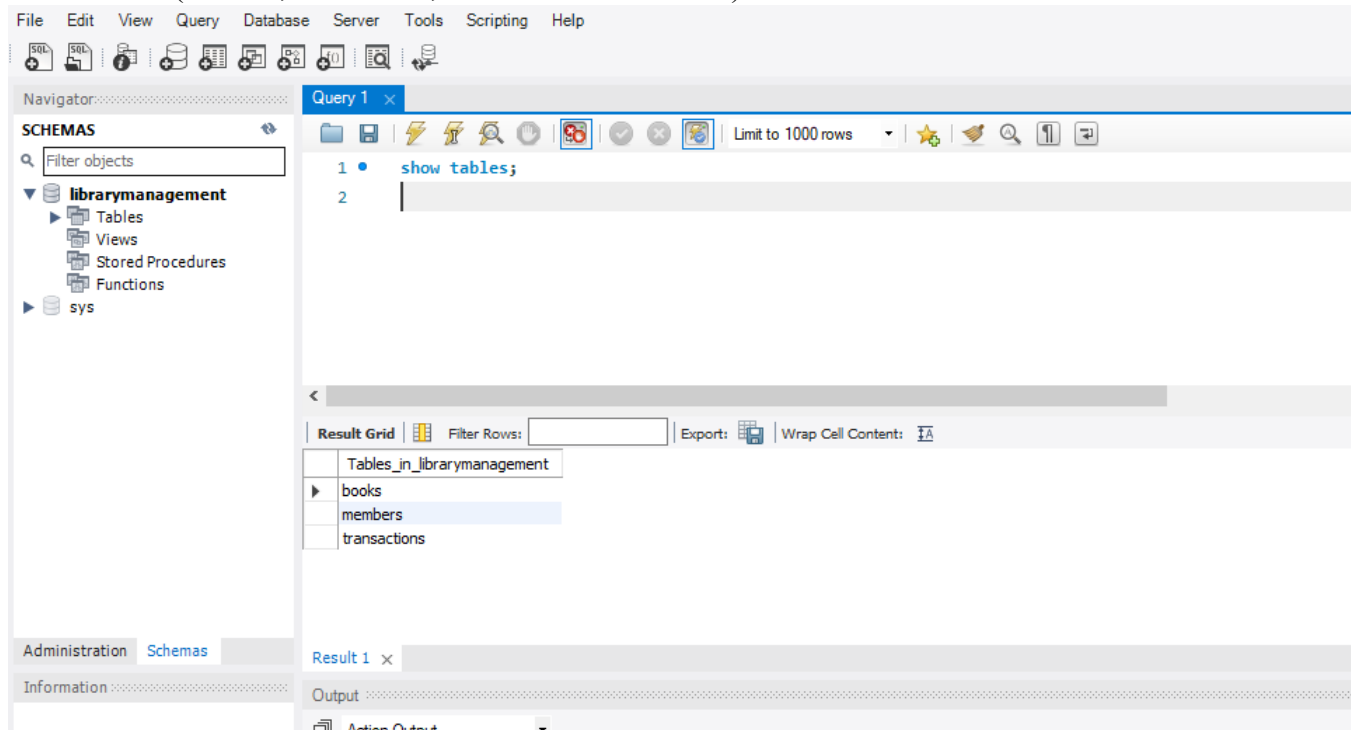 File Edit View Query Database Server Tools Scripting Help
Navigator
Query 1
SCHEMAS
Limit to 1000 rows
Filter objects
1 show tables;
2
librarymanagement
Tables
Views
Stored Procedures
Functions
sys
Result Grid Filter Rows: Export: Wrap Cell Content:
Tables_in_librarymanagement
books
members
transactions
Administration Schemas
Result 1
Information
Output
Action Output